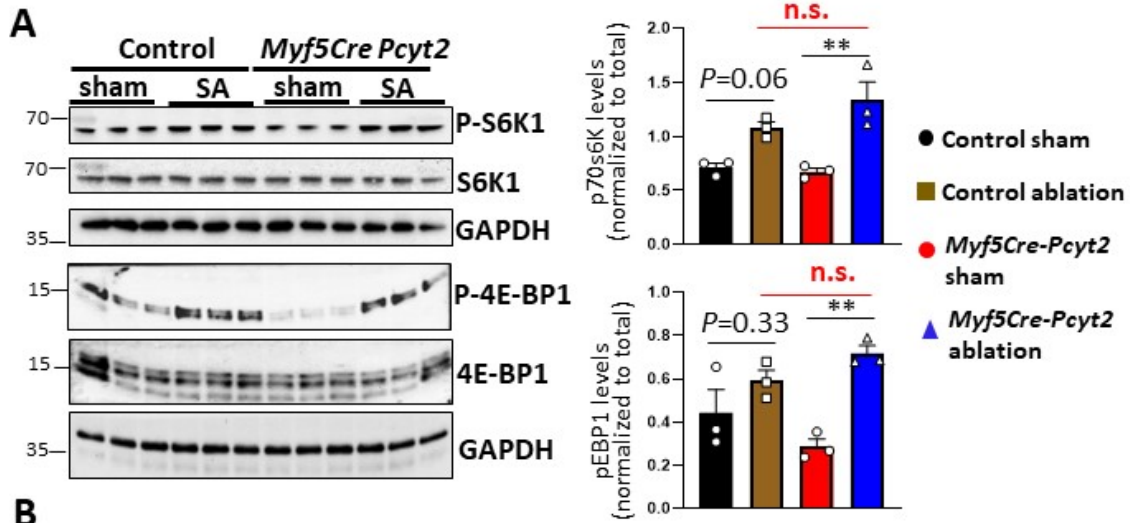 A
Control Myf5Cre Pcyt2
sham SA sham SA
70 P-S6K1
70 S6K1
GAPDH
35
15 P-4E-BP1
15 4E-BP1
GAPDH
35
B
n.s.
**
P=0.06
2.0
1.5
1.0
0.5
0.0
p70s6K levels
(normalized to total)
n.s.
**
P=0.33
1.0
0.8
0.6
0.4
0.2
0.0
pEBP1 levels
(normalized to total)
Control sham
Control ablation
Myf5Cre-Pcyt2
sham
Myf5Cre-Pcyt2
ablation